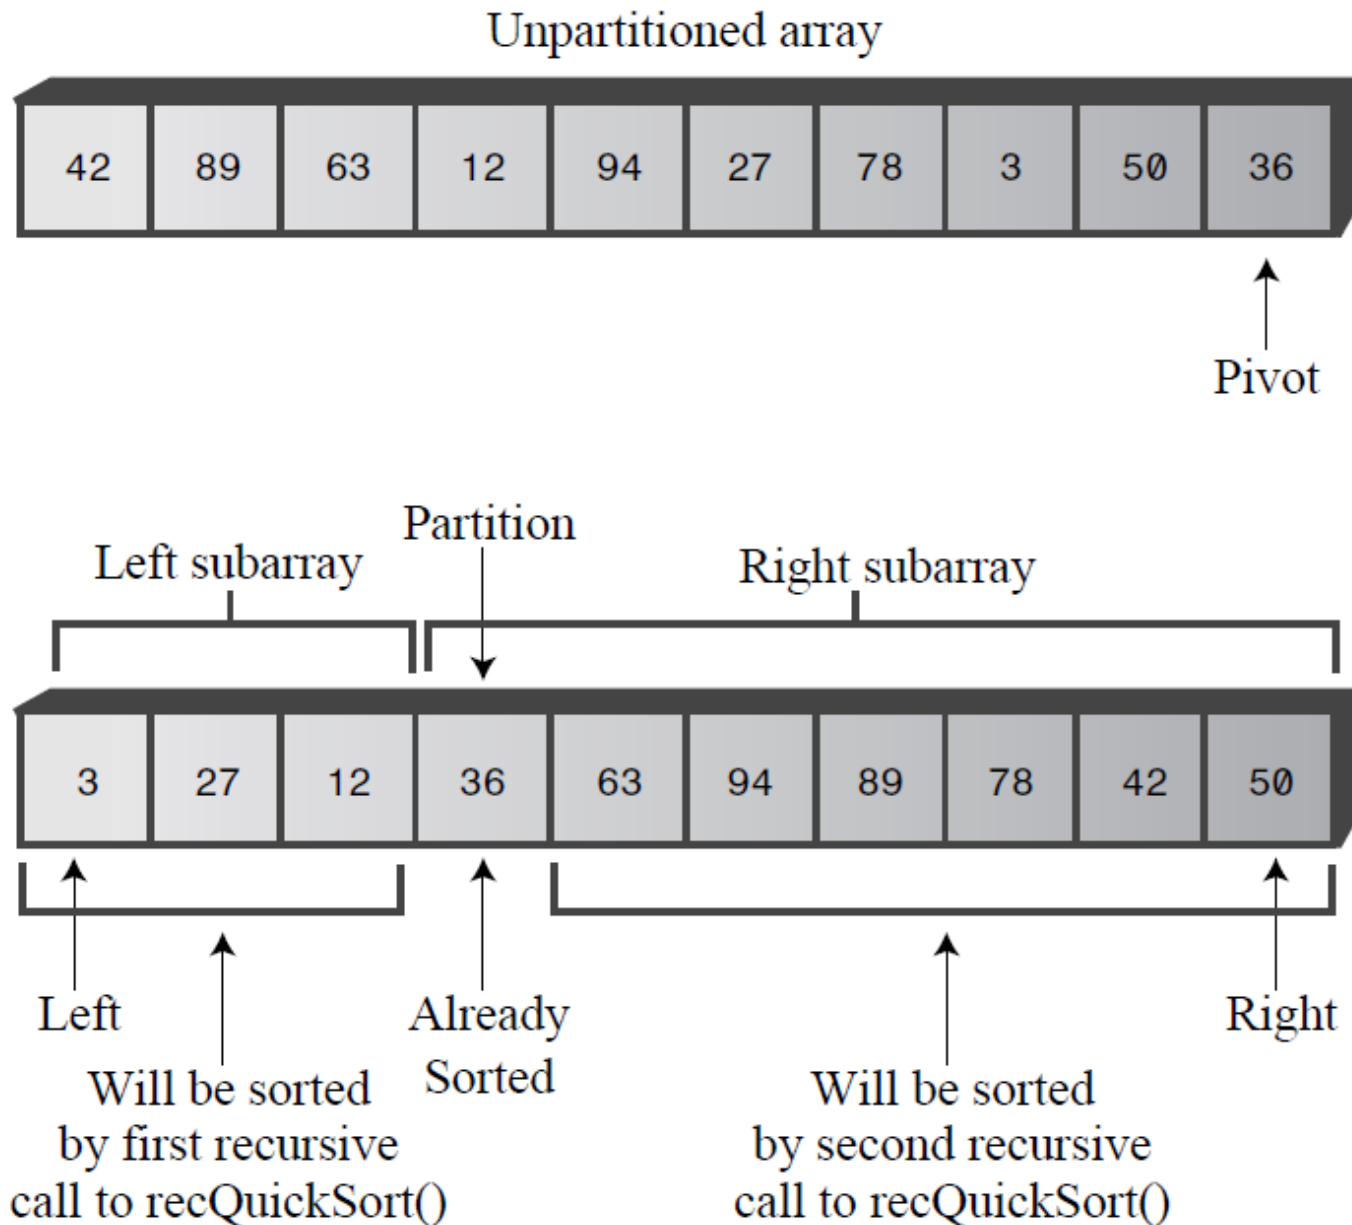 Unpartitioned array
42 89 63 12 94 27 78 3 50 36
Pivot
Partition
Left subarray
Right subarray
3 27 12 36 63 94 89 78 42 50
Left
Already
Sorted
Right
Will be sorted
by first recursive
call to recQuickSort()
Will be sorted
by second recursive
call to recQuickSort()